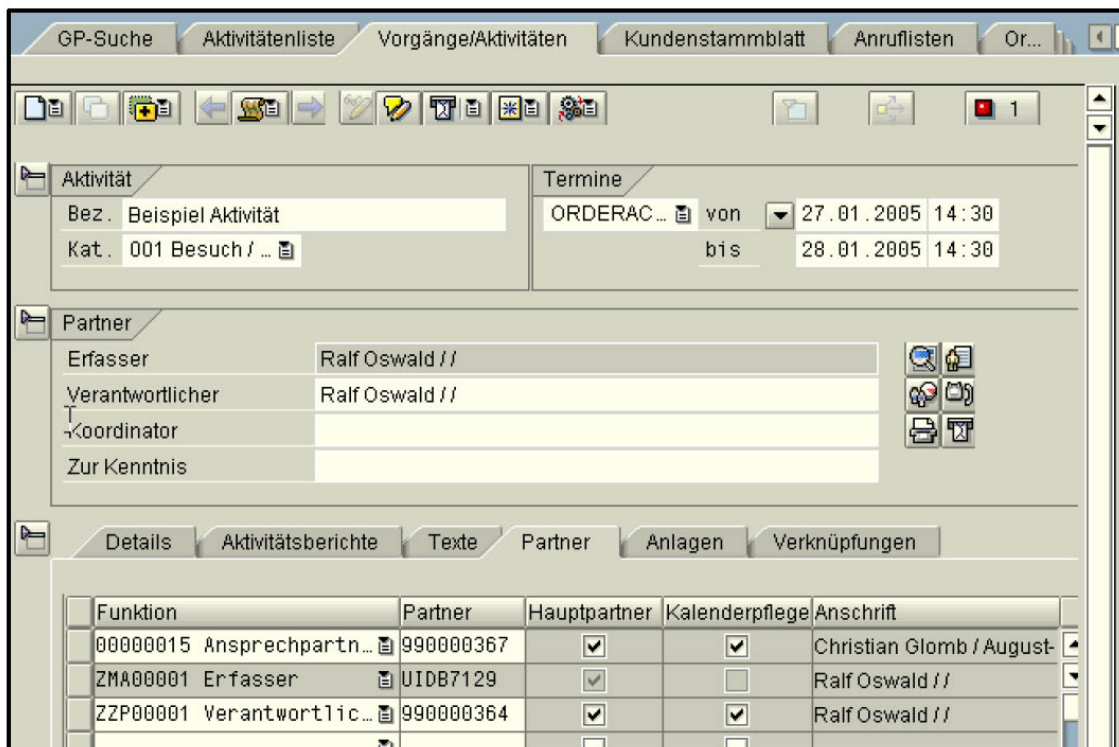 GP-Suche Aktivitätenliste Vorgänge/Aktivitäten Kundenstammblatt Anruflisten Or...
1
Aktivität Termine
Bez. Beispiel Aktivität ORDERAC... von 27.01.2005 14:30
Kat. 001 Besuch / ... bis 28.01.2005 14:30
Partner
Erfasser Ralf Oswald / /
Verantwortlicher Ralf Oswald / /
Koordinator
Zur Kenntnis
Details Aktivitätsberichte Texte Partner Anlagen Verknüpfungen
Funktion Partner Hauptpartner Kalenderpflege Anschrift
00000015 Ansprechpartn... 990000367 Christian Glomb / August-
ZMA00001 Erfasser UIDB7129 Ralf Oswald / /
ZZP00001 Verantwortlic... 990000364 Ralf Oswald / /